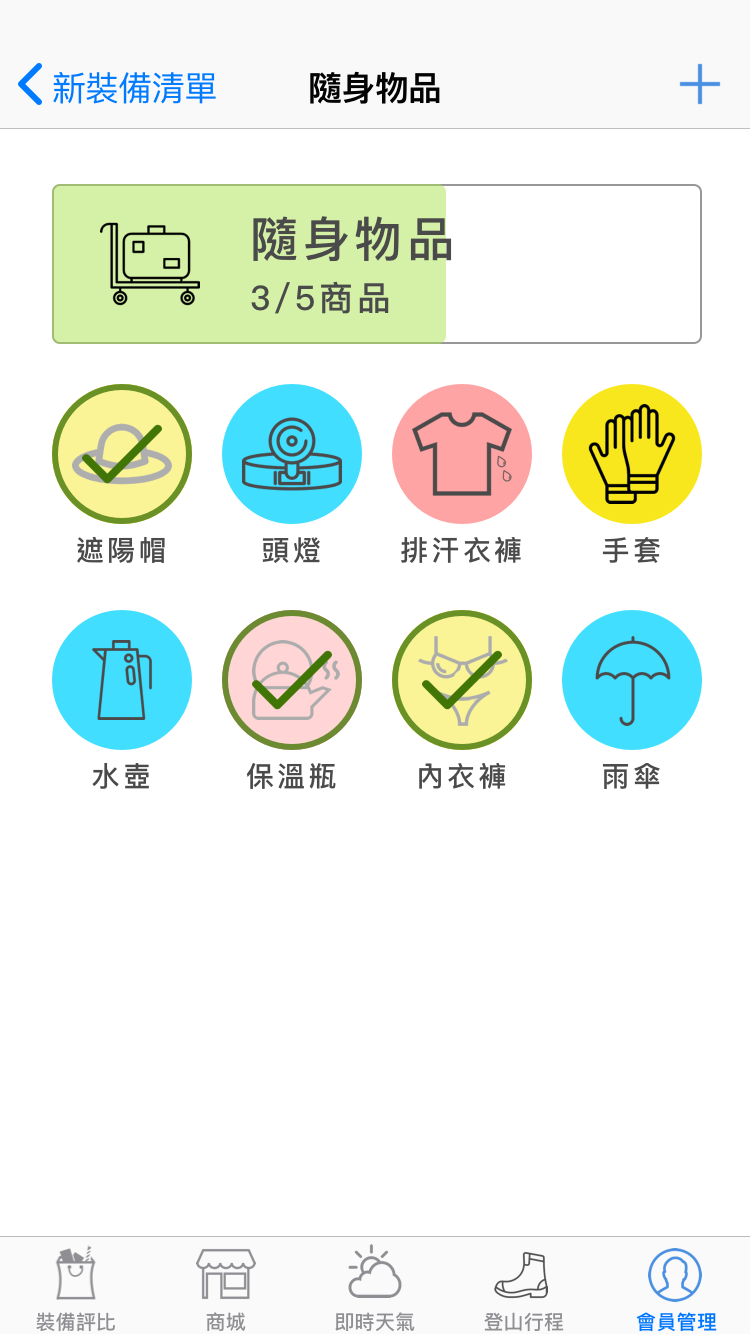 新裝備清單
隨身物品
隨身物品
3/5商品
遮陽帽
頭燈
排汗衣褲
手套
水壺
保溫瓶
內衣褲
雨傘
裝備評比
商城
即時天氣
登山行程
會員管理